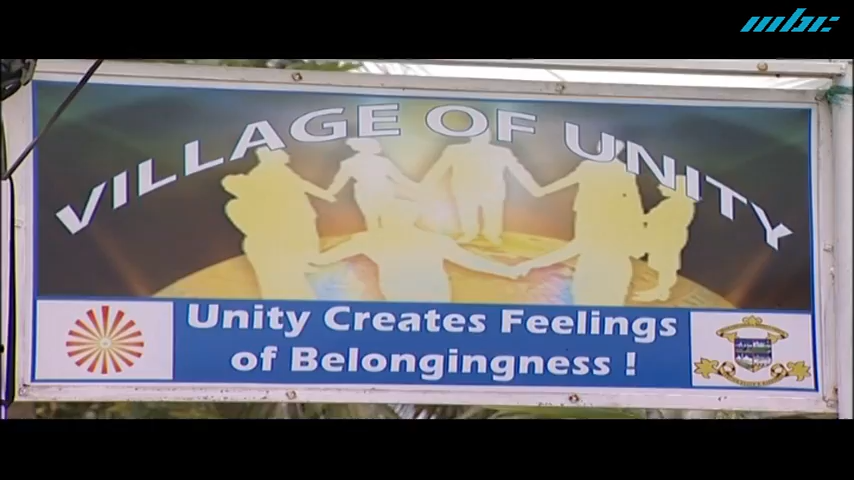 mbc
VILLAGE OF UNITY
Unity Creates Feelings
of Belongingness !